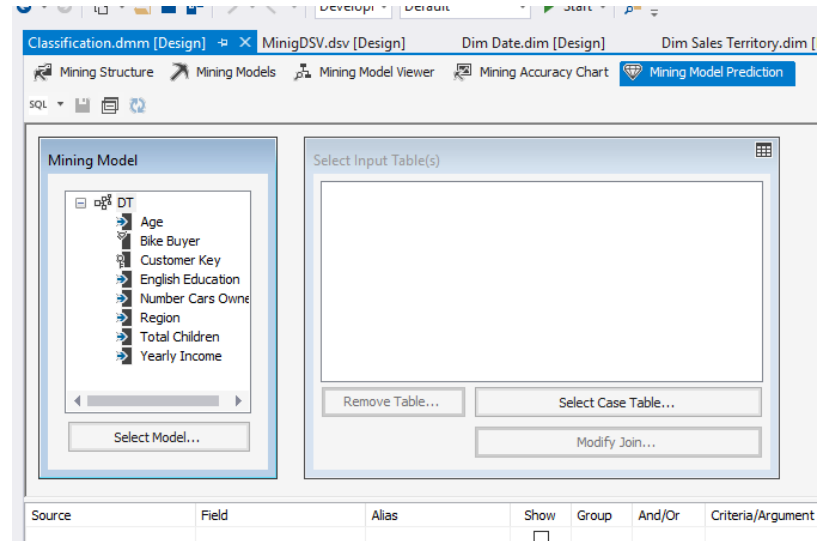 Develop Default Start
Classification.dmm [Design] MinigDSV.dsv [Design] Dim Date.dim [Design] Dim Sales Territory.dim [
Mining Structure Mining Models Mining Model Viewer Mining Accuracy Chart Mining Model Prediction
SQL
Mining Model
Select Input Table(s)
DT
Age
Bike Buyer
Customer Key
English Education
Number Cars Owne
Region
Total Children
Yearly Income
Remove Table...
Select Case Table...
Select Model...
Modify Join...
Source Field Alias Show Group And/Or Criteria/Argument